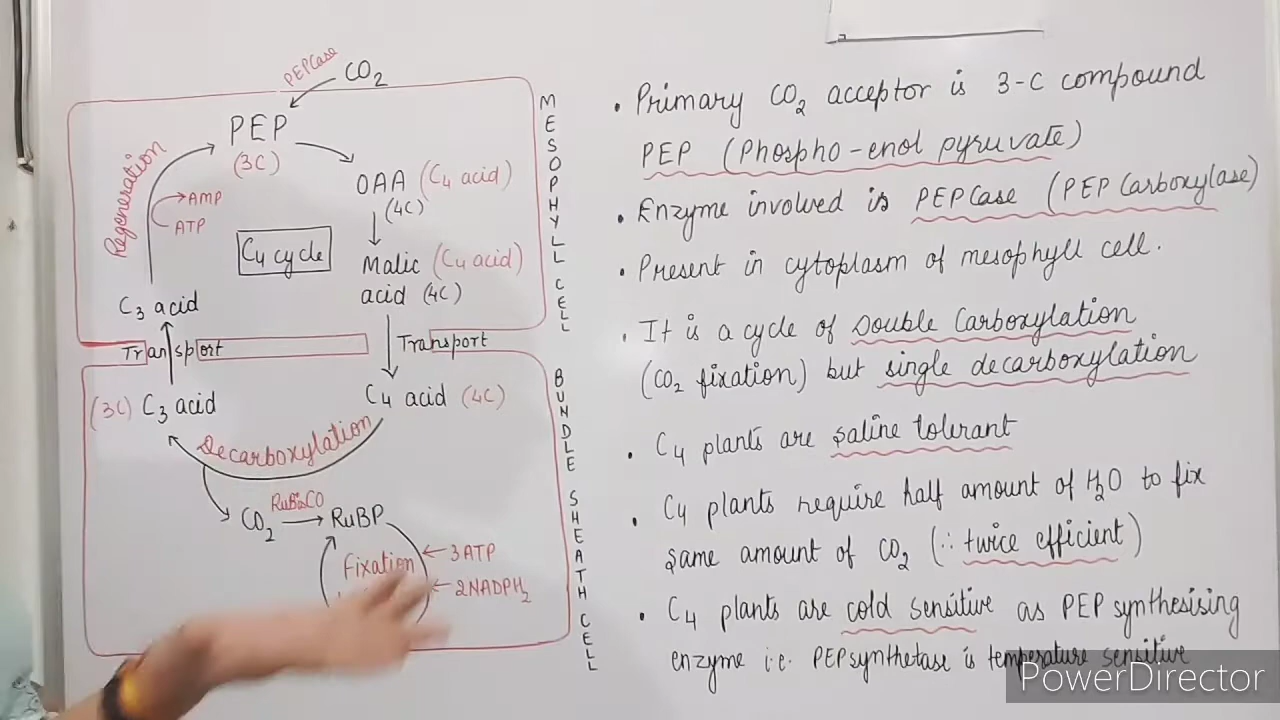 PEPCase
CO2
PEP
(3C)
Regeneration
AMP
ATP
OAA (C4 acid)
(4C)
C4 cycle
Malic (C4 acid)
acid (4C)
C3 acid
Transport
Transport
MESOPHYLL CELL
(3C) C3 acid
C4 acid (4C)
Decarboxylation
CO2
RuBisCO
RuBP
Fixation
3ATP
2NADPH2
BUNDLE SHEATH CELL
• Primary CO2 acceptor is 3-C compound
PEP (Phospho-enol pyruvate)
• Enzyme involved is PEPCase (PEP Carboxylase)
• Present in cytoplasm of mesophyll cell.
• It is a cycle of Double Carboxylation
(CO2 fixation) but single decarboxylation
• C4 plants are saline tolerant
• C4 plants require half amount of H2O to fix
same amount of CO2 (∴ twice efficient)
• C4 plants are cold sensitive as PEP synthesising
enzyme i.e. PEPsynthetase is temperature sensitive
PowerDirector